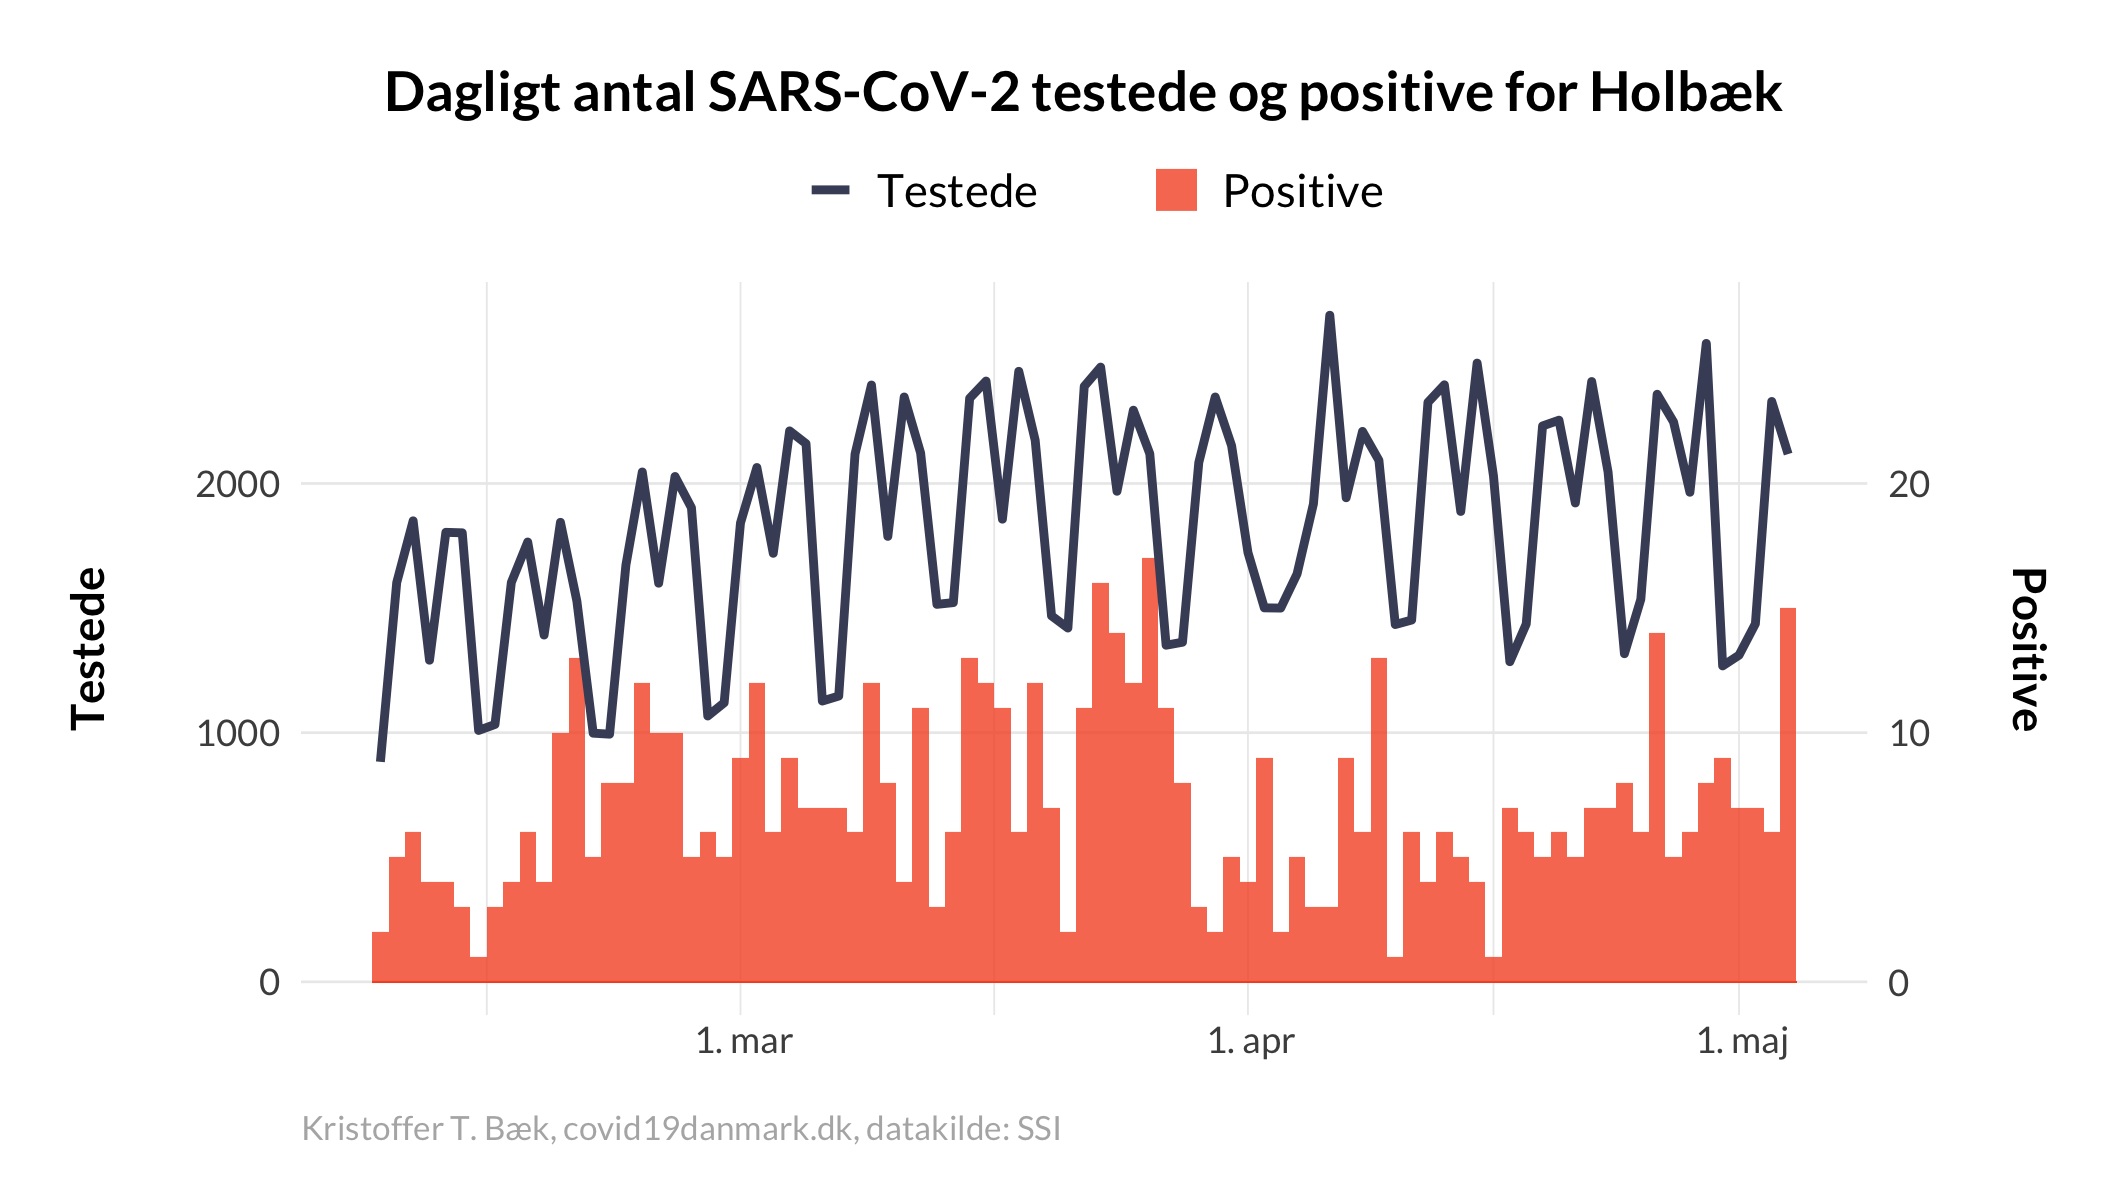 Dagligt antal SARS-CoV-2 testede og positive for Holbæk
Testede Positive
2000
1000
0
Testede
20
10
0
Positive
1. mar 1. apr 1. maj
Kristoffer T. Bæk, covid19danmark.dk, datakilde: SSI